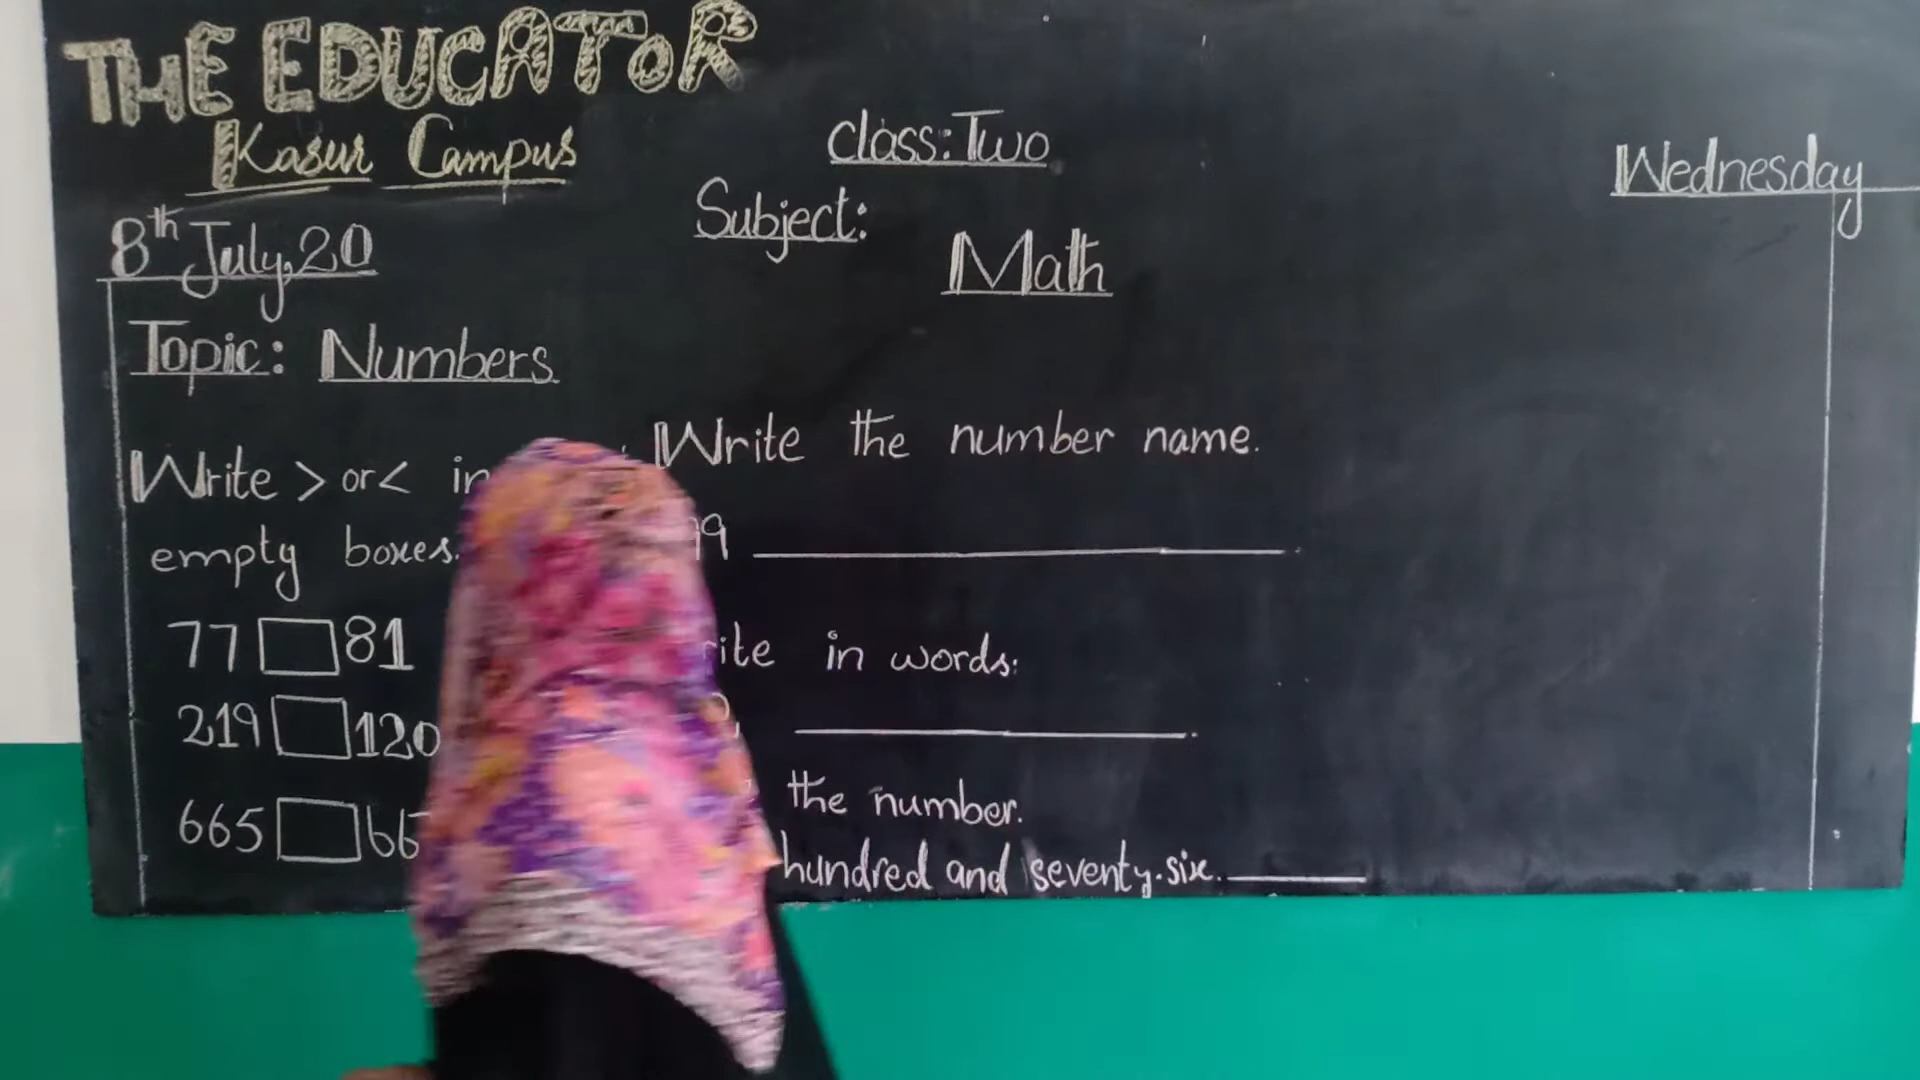 THE EDUCATOR
Kasur Campus
class: Two
Wednesday
Subject:
Math
8th July, 20
Topic: Numbers
Write > or < in
empty boxes.
77 81
219 120
665
Write the number name.
in words:
the number.
hundred and seventy-six.